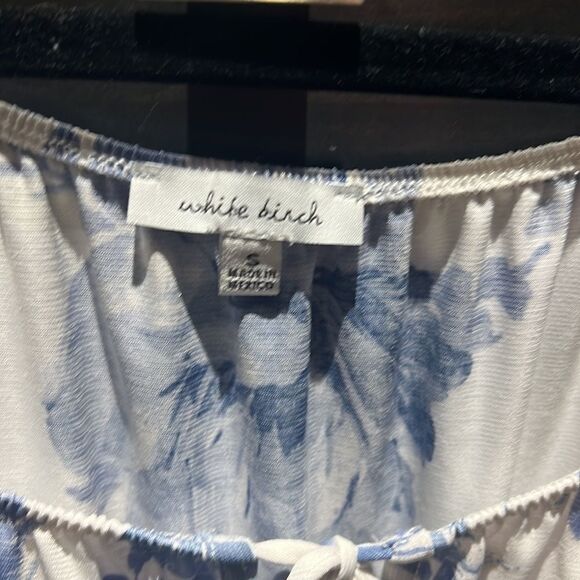 white birch
S
MADE IN
MEXICO